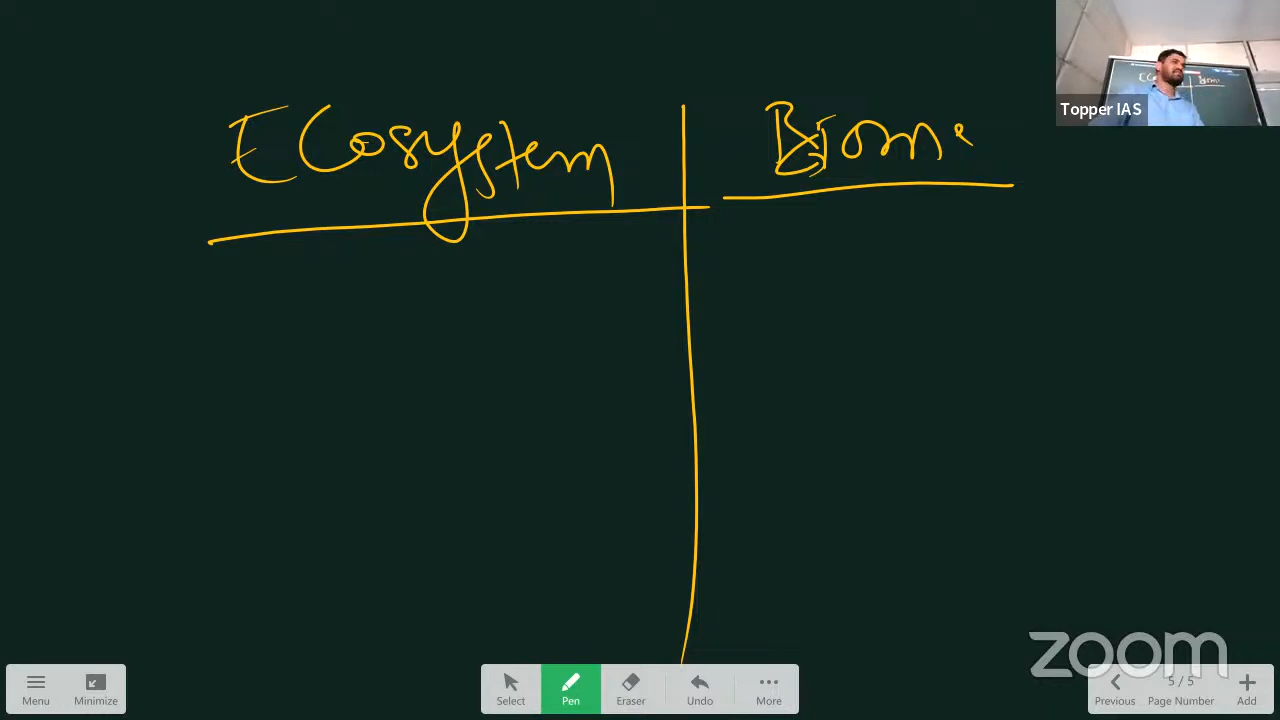 Topper IAS
ECosystem Biome
zoom
Menu Minimize Select Pen Eraser Undo More Previous 5/5 Page Number Add